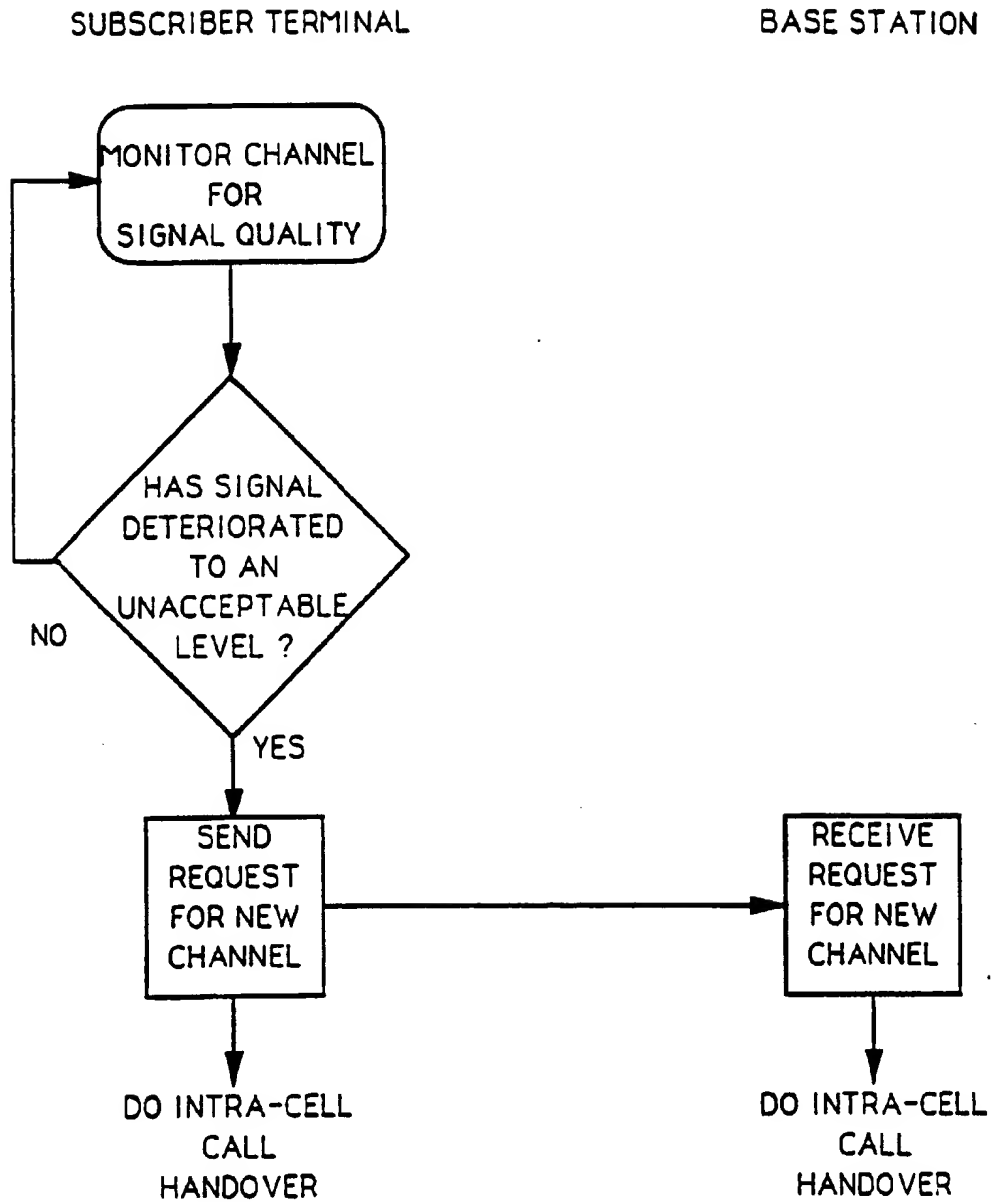 SUBSCRIBER TERMINAL
BASE STATION
MONITOR CHANNEL
FOR
SIGNAL QUALITY
HAS SIGNAL
DETERIORATED
TO AN
UNACCEPTABLE
LEVEL ?
NO
YES
SEND
REQUEST
FOR NEW
CHANNEL
RECEIVE
REQUEST
FOR NEW
CHANNEL
DO INTRA-CELL
CALL
HANDOVER
DO INTRA-CELL
CALL
HANDOVER